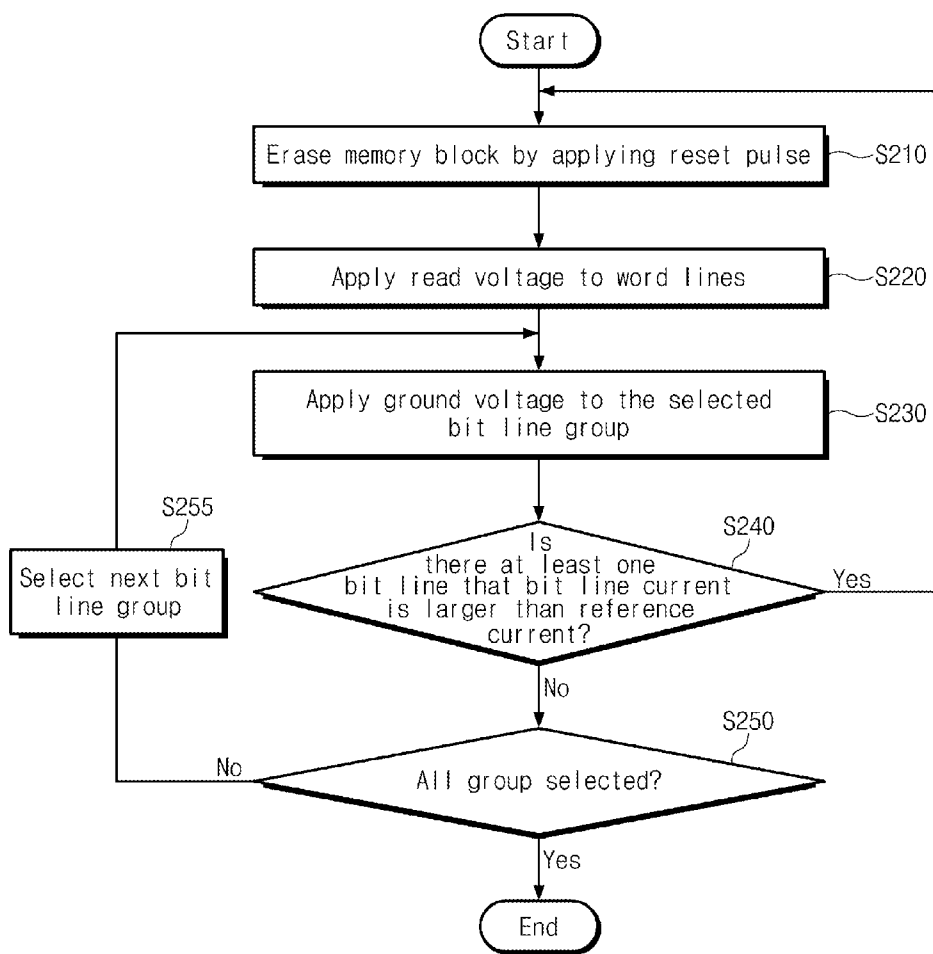 Start
Erase memory block by applying reset pulse
S210
Apply read voltage to word lines
S220
Apply ground voltage to the selected
bit line group
S230
S255
Select next bit
line group
S240
Is
there at least one
bit line that bit line current
is larger than reference
current?
Yes
No
S250
No
All group selected?
Yes
End